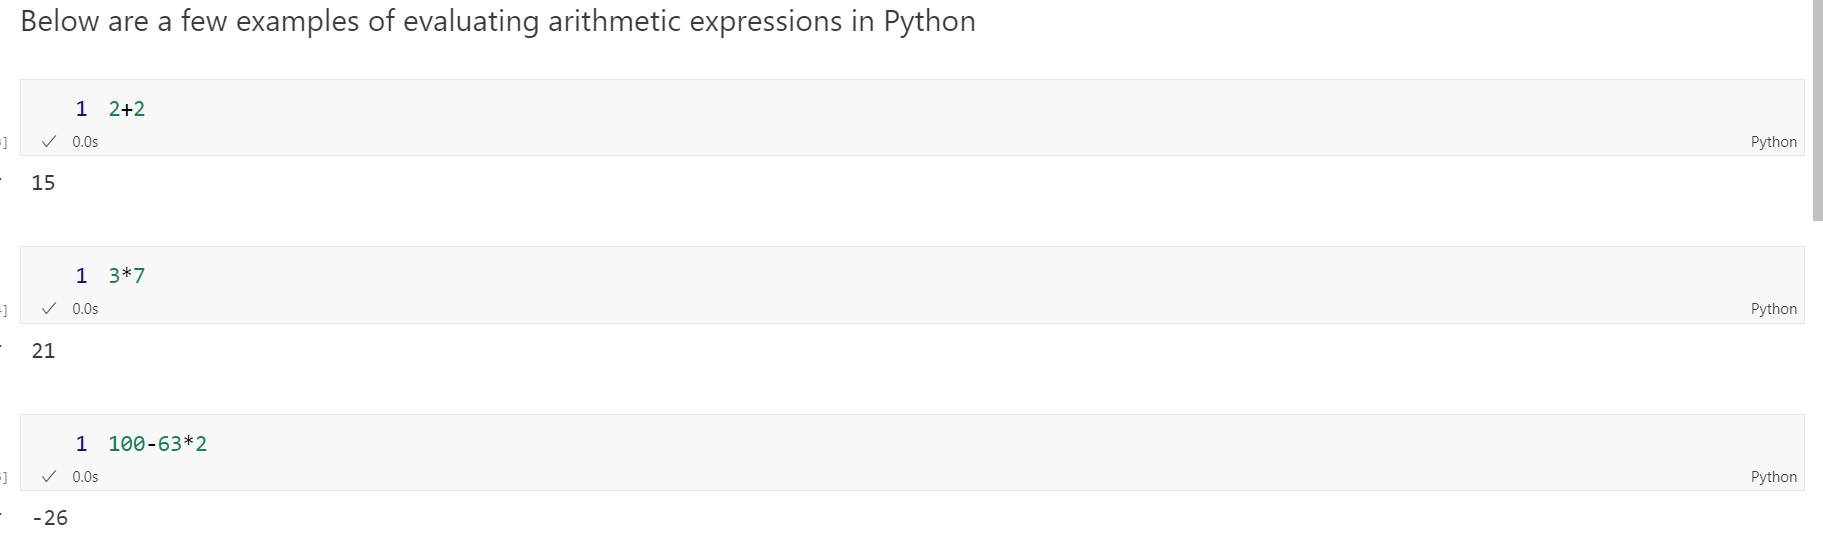 Below are a few examples of evaluating arithmetic expressions in Python
1 2+2
0.0s Python
15
1 3*7
0.0s Python
21
1 100-63*2
0.0s Python
-26